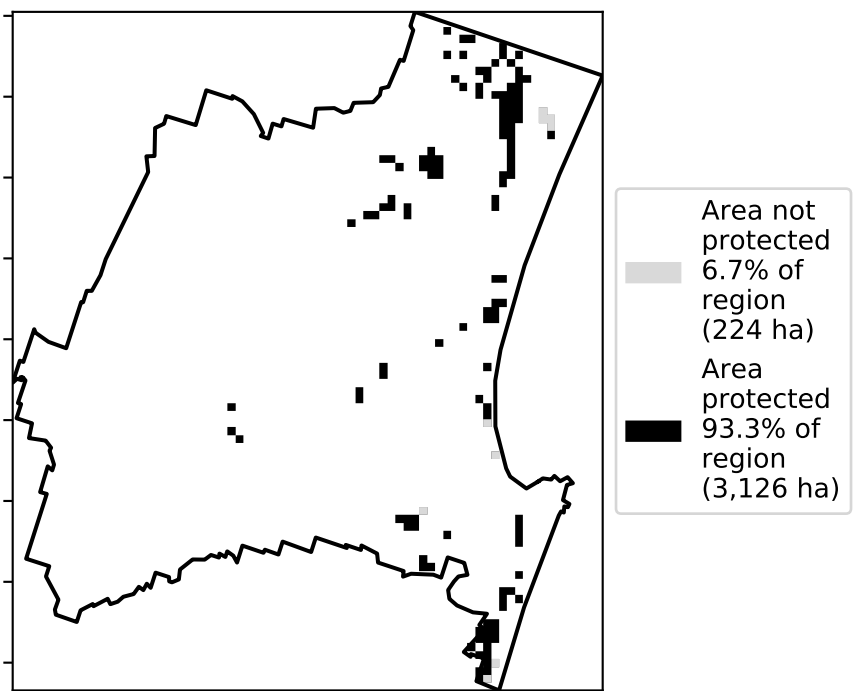 Area not
protected
6.7% of
region
(224 ha)
Area
protected
93.3% of
region
(3,126 ha)